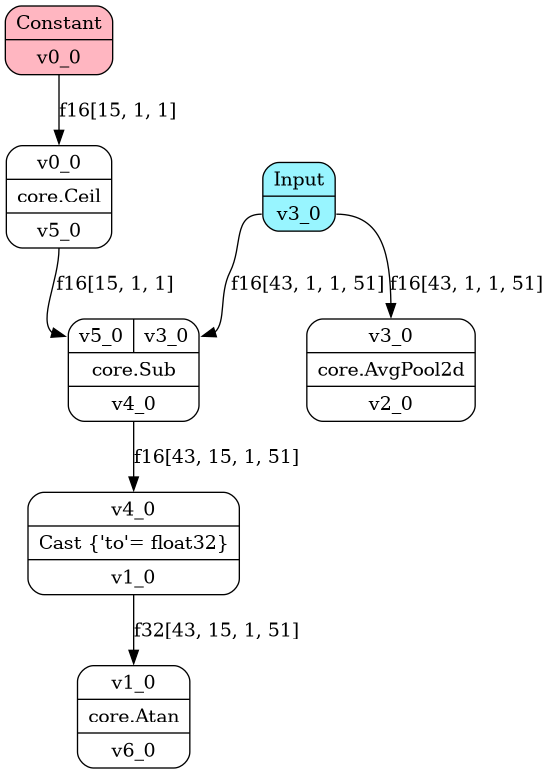 Constant
v0_0
f16[15, 1, 1]
v0_0
core.Ceil
v5_0
Input
v3_0
f16[15, 1, 1]
f16[43, 1, 1, 51]
f16[43, 1, 1, 51]
v5_0 v3_0
core.Sub
v4_0
v3_0
core.AvgPool2d
v2_0
f16[43, 15, 1, 51]
v4_0
Cast {'to'= float32}
v1_0
f32[43, 15, 1, 51]
v1_0
core.Atan
v6_0